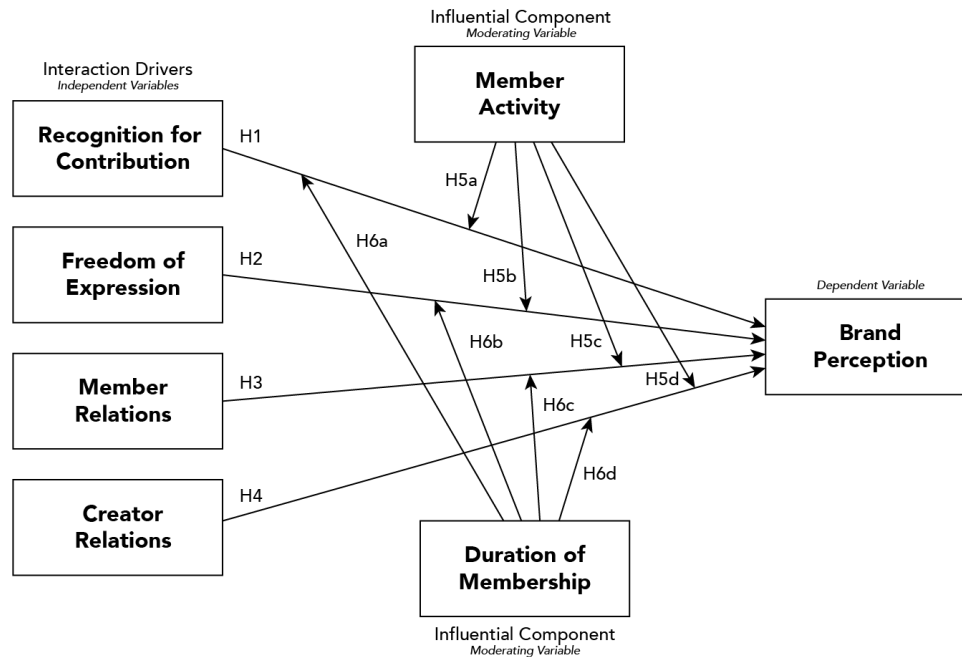 Influential Component
Moderating Variable
Member
Activity
Interaction Drivers
Independent Variables
Recognition for
Contribution
H1
H5a
H6a
Freedom of
Expression
H2
H5b
Dependent Variable
Brand
Perception
H6b
H5c
Member
Relations
H3
H5d
H6c
Creator
Relations
H4
H6d
Duration of
Membership
Influential Component
Moderating Variable